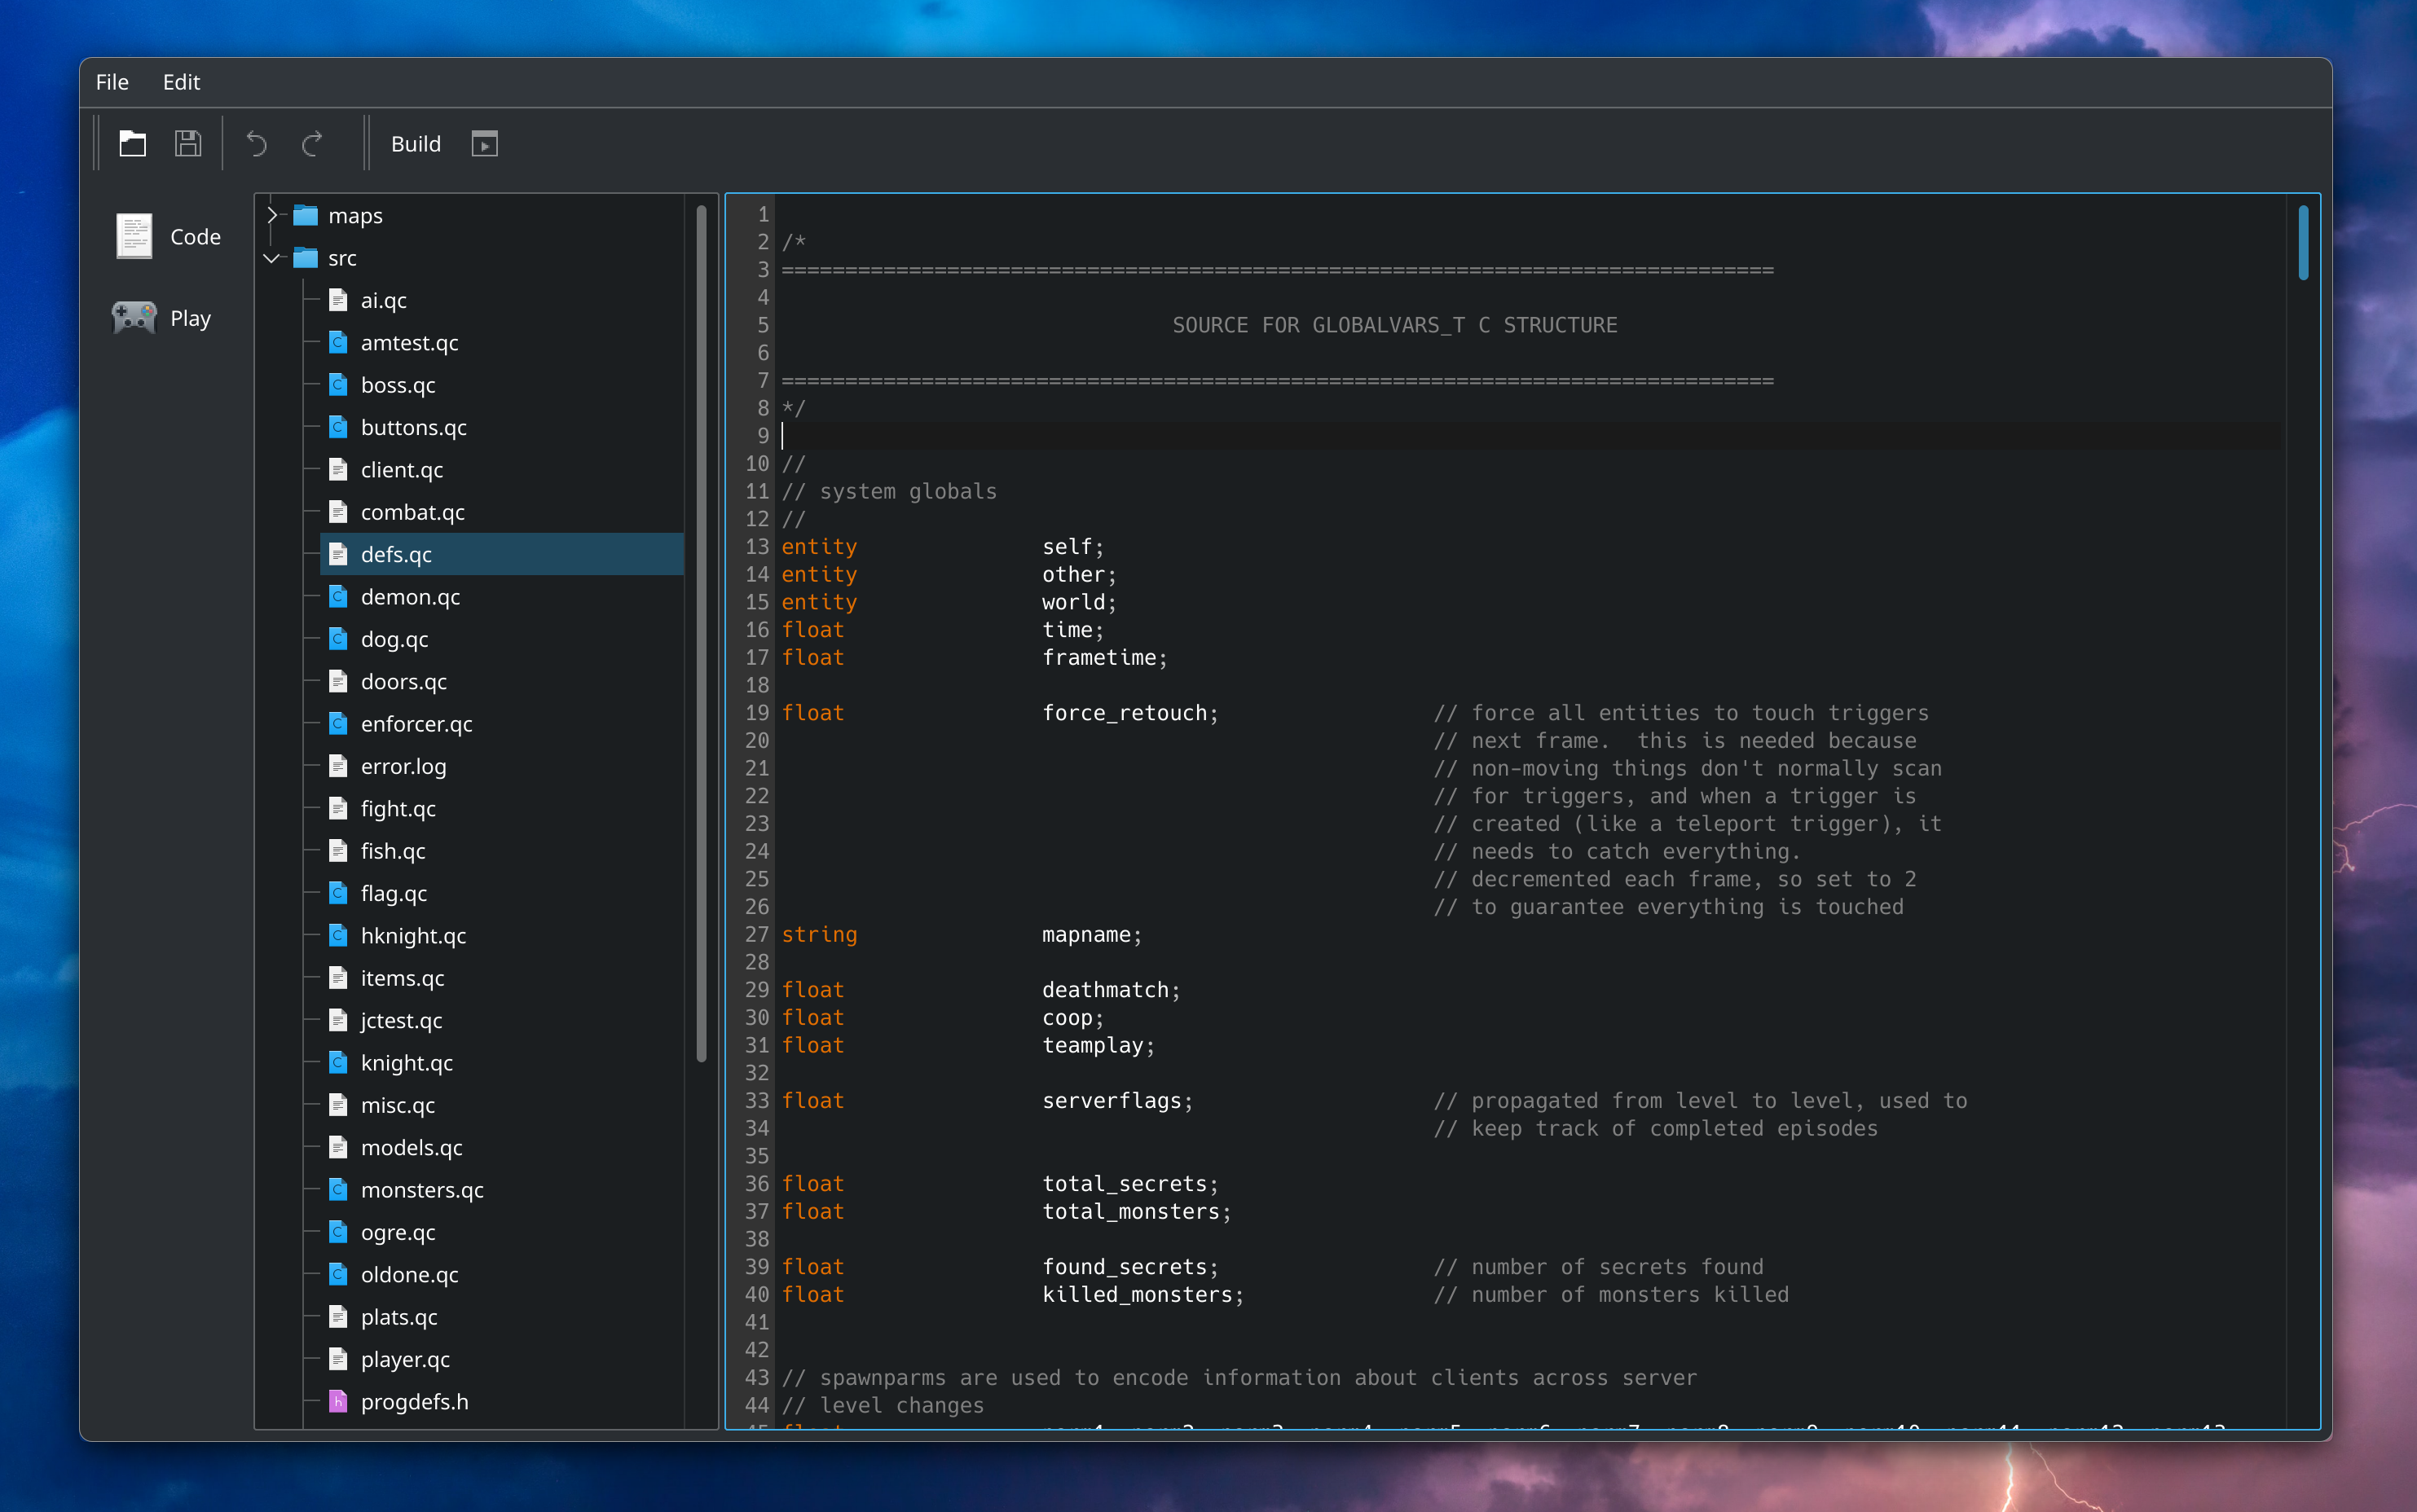 File Edit
Build
Code
Play
maps
src
ai.qc
amtest.qc
boss.qc
buttons.qc
client.qc
combat.qc
defs.qc
demon.qc
dog.qc
doors.qc
enforcer.qc
error.log
fight.qc
fish.qc
flag.qc
hknight.qc
items.qc
jctest.qc
knight.qc
misc.qc
models.qc
monsters.qc
ogre.qc
oldone.qc
plats.qc
player.qc
progdefs.h
1
2 /*
3 ==============================================================================
4
5 SOURCE FOR GLOBALVARS_T C STRUCTURE
6
7 ==============================================================================
8 */
9
10 //
11 // system globals
12 //
13 entity self;
14 entity other;
15 entity world;
16 float time;
17 float frametime;
18
19 float force_retouch; // force all entities to touch triggers
20 // next frame.  this is needed because
21 // non-moving things don't normally scan
22 // for triggers, and when a trigger is
23 // created (like a teleport trigger), it
24 // needs to catch everything.
25 // decremented each frame, so set to 2
26 // to guarantee everything is touched
27 string mapname;
28
29 float deathmatch;
30 float coop;
31 float teamplay;
32
33 float serverflags; // propagated from level to level, used to
34 // keep track of completed episodes
35
36 float total_secrets;
37 float total_monsters;
38
39 float found_secrets; // number of secrets found
40 float killed_monsters; // number of monsters killed
41
42
43 // spawnparms are used to encode information about clients across server
44 // level changes